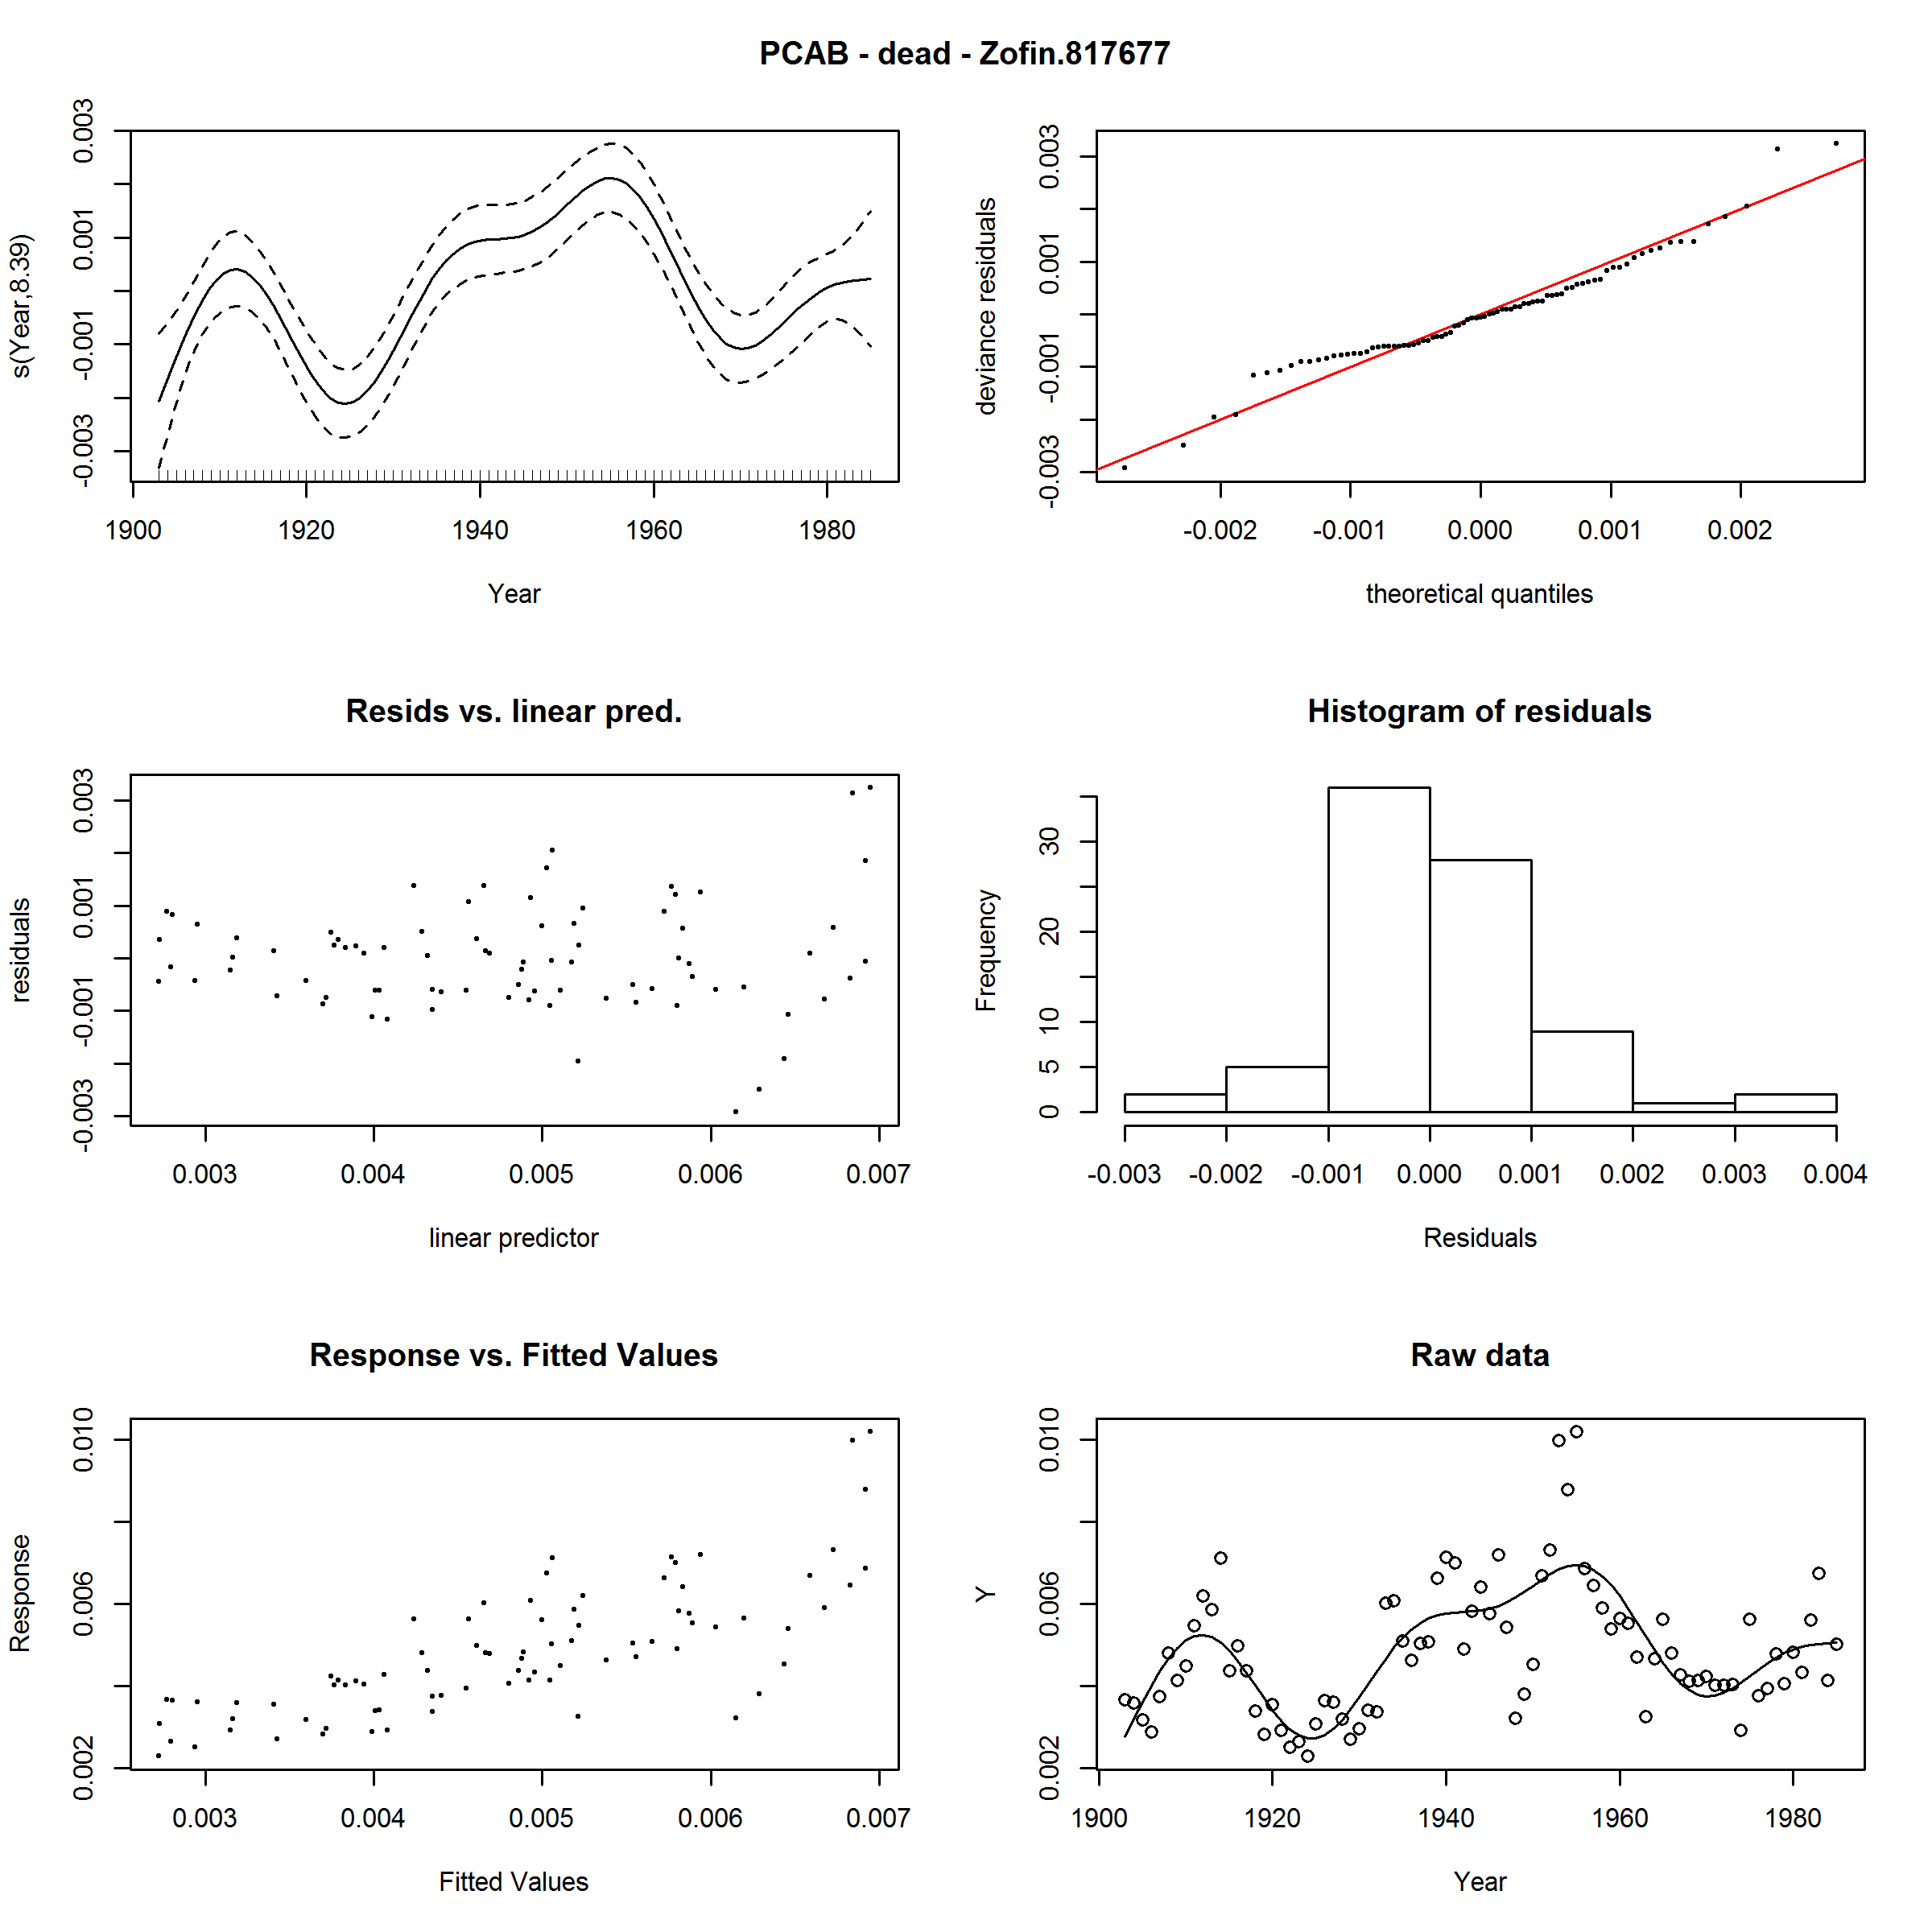 PCAB - dead - Zofin.817677
s(Year,8.39)
-0.003 -0.001 0.001 0.003
1900 1920 1940 1960 1980
Year
deviance residuals
-0.003 -0.001 0.001 0.003
-0.002 -0.001 0.000 0.001 0.002
theoretical quantiles
Resids vs. linear pred.
residuals
-0.003 -0.001 0.001 0.003
0.003 0.004 0.005 0.006 0.007
linear predictor
Histogram of residuals
Frequency
0 5 10 20 30
-0.003 -0.002 -0.001 0.000 0.001 0.002 0.003 0.004
Residuals
Response vs. Fitted Values
Response
0.002 0.006 0.010
0.003 0.004 0.005 0.006 0.007
Fitted Values
Raw data
Y
0.002 0.006 0.010
1900 1920 1940 1960 1980
Year